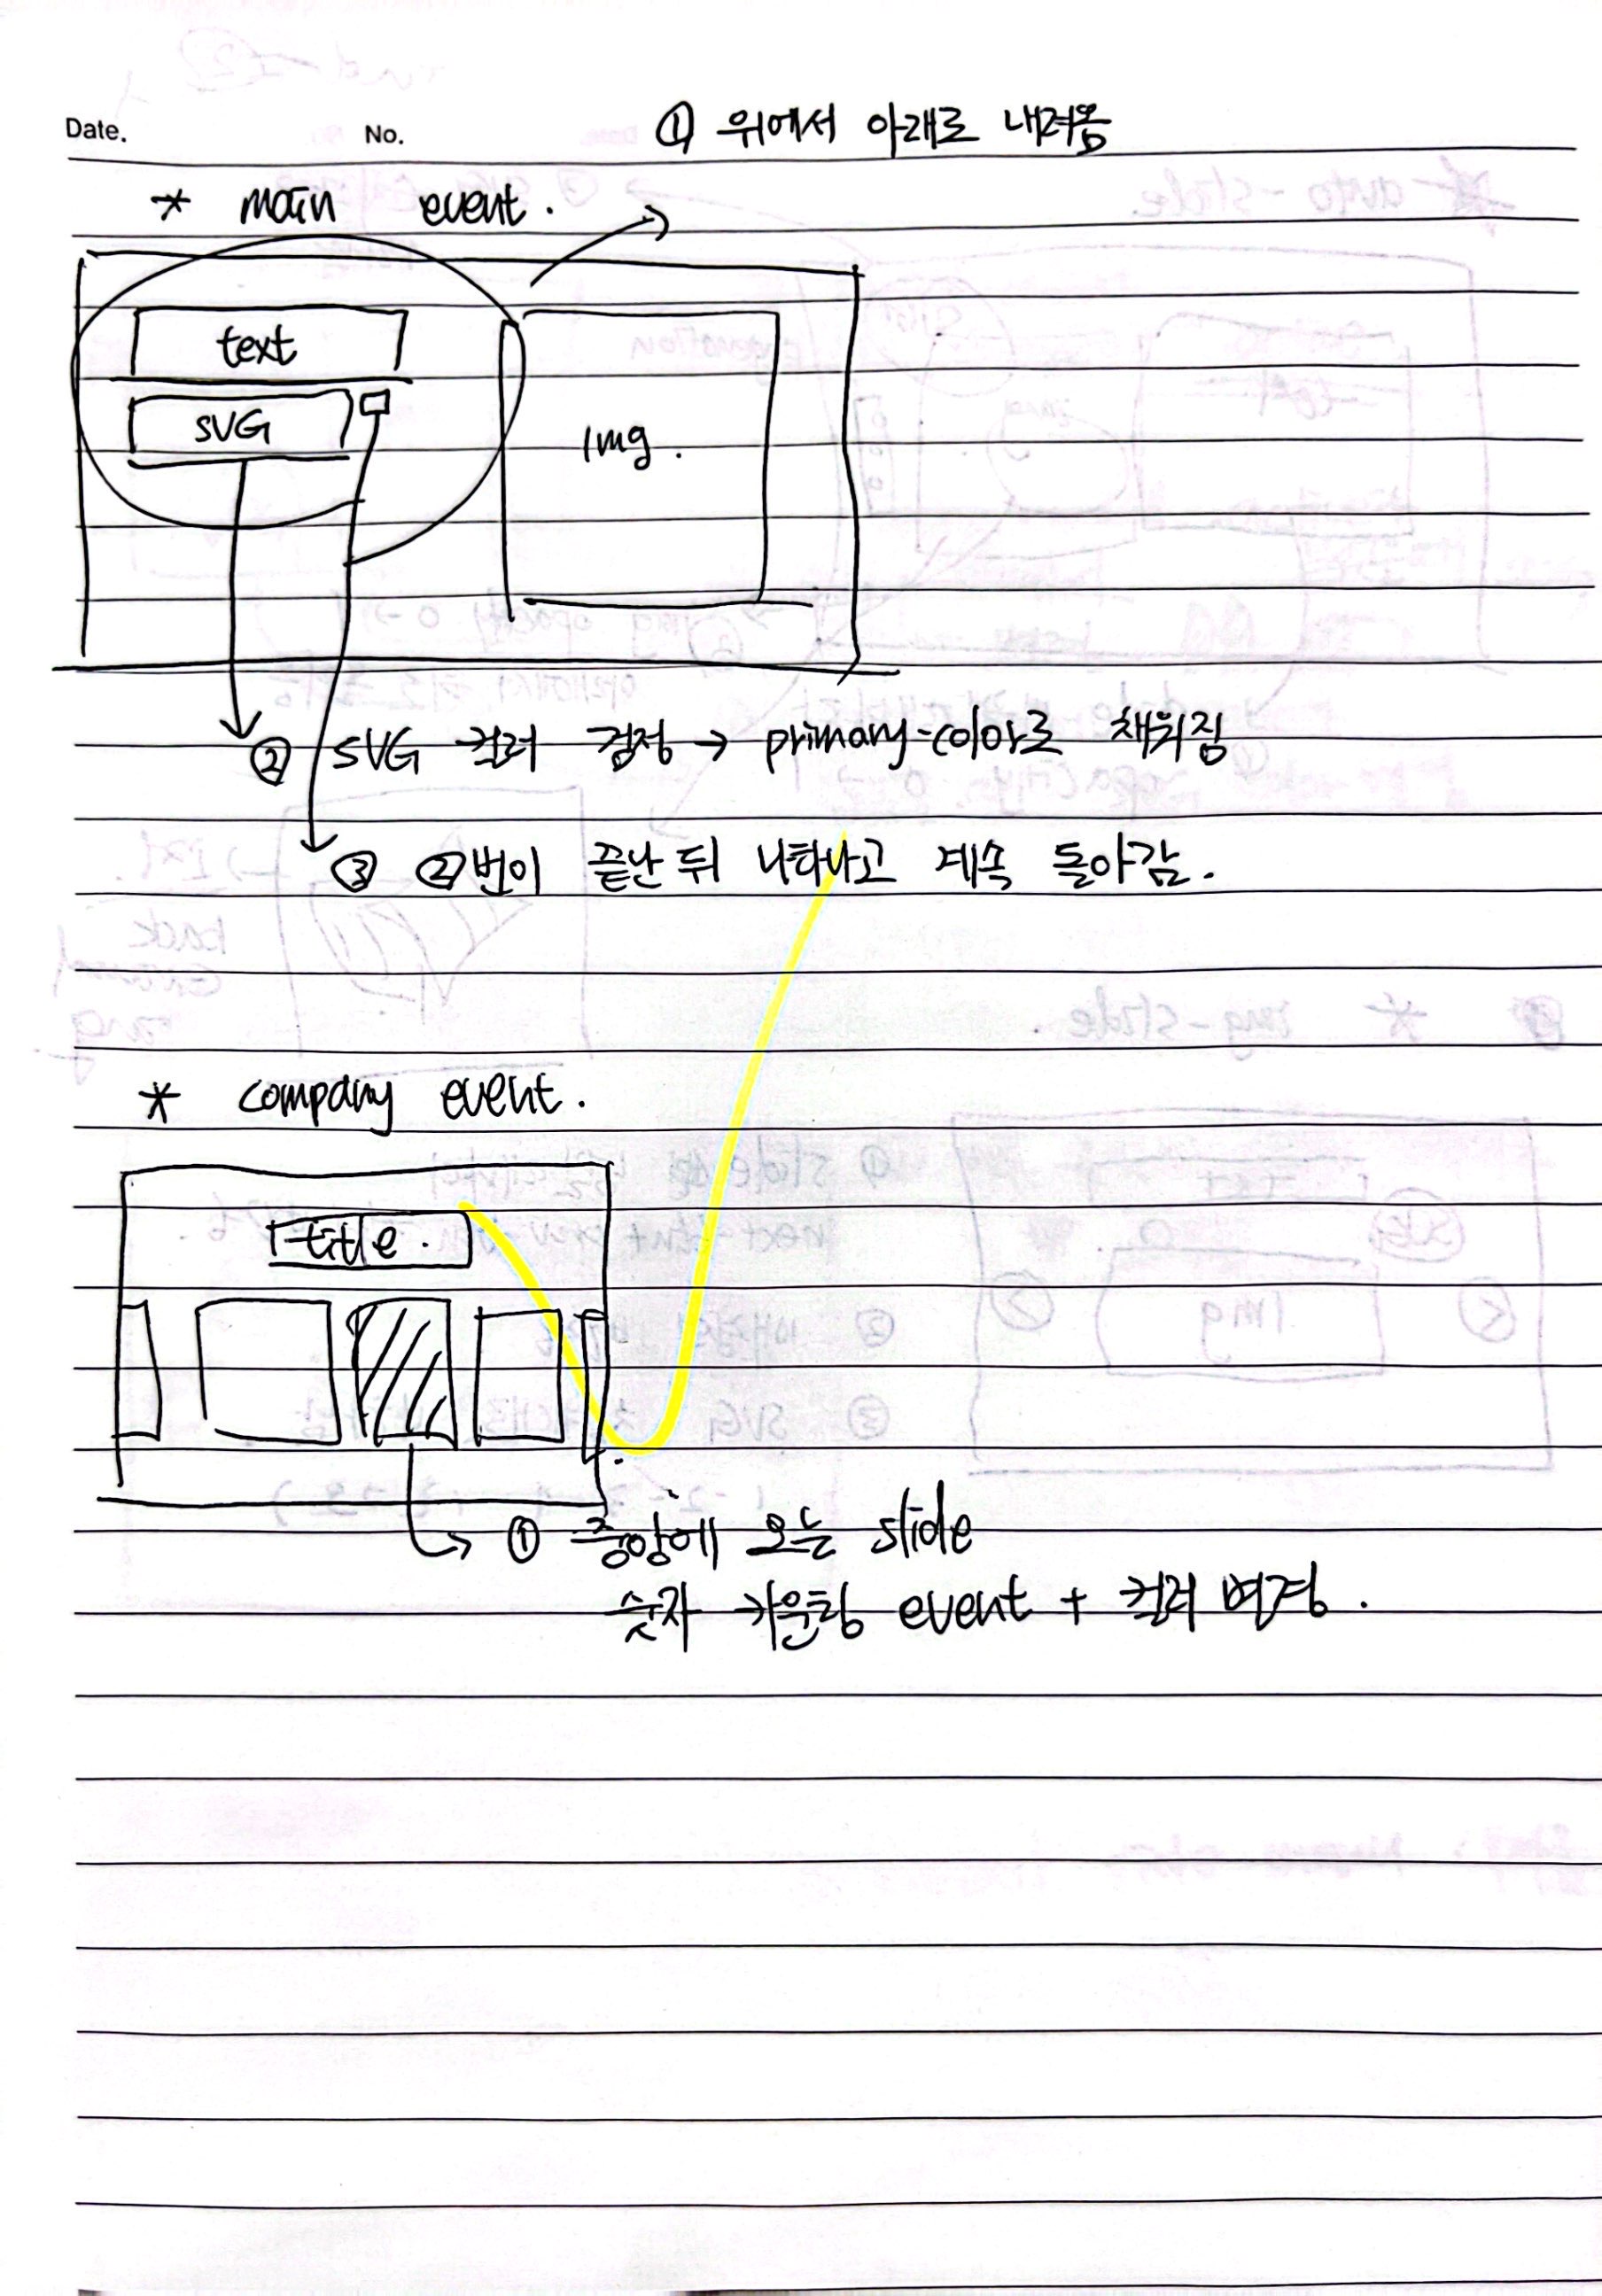 Date. No. ① 위에서 아래로 내려옴
* main event.
text
SVG
img.
② SVG 컬러 검정 → primary-color로 채워짐
③ ②번이 끝난 뒤 나타나고 계속 돌아감.
* company event.
title.
① 중앙에 오는 slide
숫자 카운팅 event + 컬러 변경.